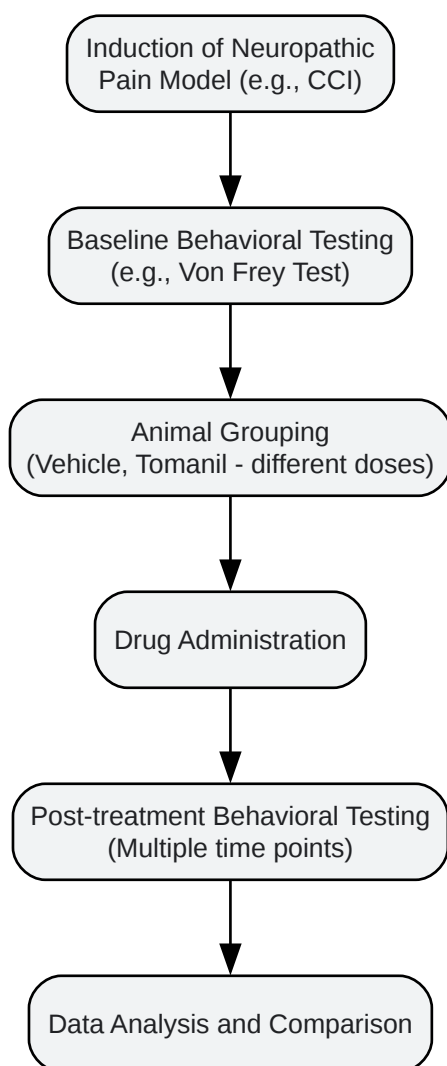 Induction of Neuropathic
Pain Model (e.g., CCI)
Baseline Behavioral Testing
(e.g., Von Frey Test)
Animal Grouping
(Vehicle, Tomanil - different doses)
Drug Administration
Post-treatment Behavioral Testing
(Multiple time points)
Data Analysis and Comparison